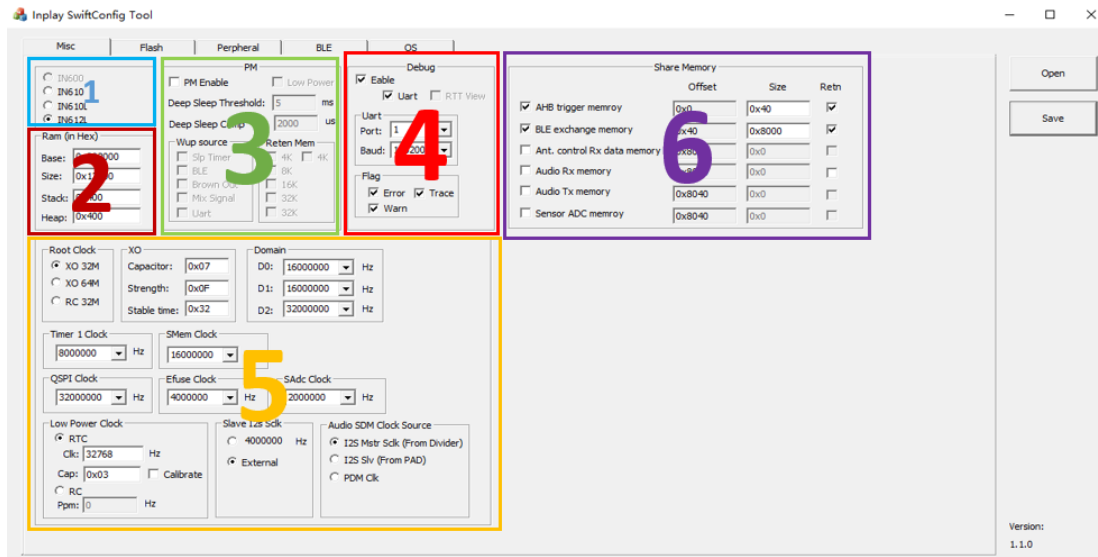 Inplay SwiftConfig Tool
Misc Flash Perpheral BLE OS
IN600
IN610
IN610L
IN612L
1
Ram (in Hex)
Base:
Size:
Stack:
Heap: 0x400
2
PM
PM Enable Low Power
Deep Sleep Threshold: 5 ms
Deep Sleep 2000 us
Wup source
Slp Timer
BLE
Brown
Mix Signal
Uart
Reten Mem
4K 4K
8K
16K
32K
32K
3
Debug
Eable
Uart RTT View
Uart
Port: 1
Baud:
Flag
Error Trace
Warn
4
Share Memory
Offset Size Retn
AHB trigger memroy 0x0 0x40
BLE exchange memory 0x40 0x8000
Ant. control Rx data memory 0x0
Audio Rx memory 0x0
Audio Tx memory 0x8040 0x0
Sensor ADC memroy 0x8040 0x0
6
Root Clock
XO 32M
XO 64M
RC 32M
XO
Capacitor: 0x07
Strength: 0x0F
Stable time: 0x32
Domain
D0: 16000000 Hz
D1: 16000000 Hz
D2: 32000000 Hz
Timer 1 Clock
8000000 Hz
SMem Clock
16000000
QSPI Clock
32000000 Hz
Efuse Clock
4000000 Hz
SAdc Clock
2000000 Hz
5
Low Power Clock
RTC
Clk: 32768 Hz
Cap: 0x03 Calibrate
RC
Ppm: 0 Hz
Slave I2s Sclk
4000000 Hz
External
Audio SDM Clock Source
I2S Mstr Sclk (From Divider)
I2S Slv (From PAD)
PDM Clk
Open
Save
Version:
1.1.0